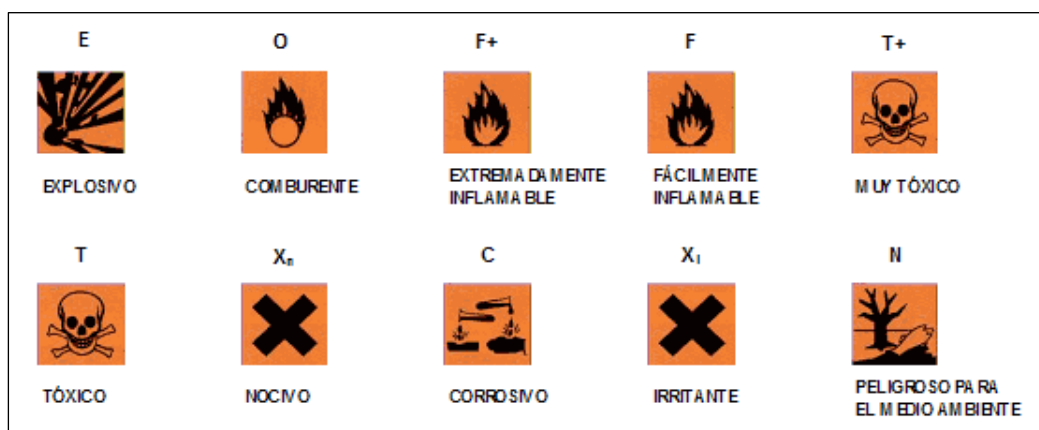 E O F+ F T+
EXPLOSIVO COMBURENTE EXTREMADAMENTE INFLAMABLE FÁCILMENTE INFLAMABLE MUY TÓXICO
T Xn C Xi N
TÓXICO NOCIVO CORROSIVO IRRITANTE PELIGROSO PARA EL MEDIO AMBIENTE